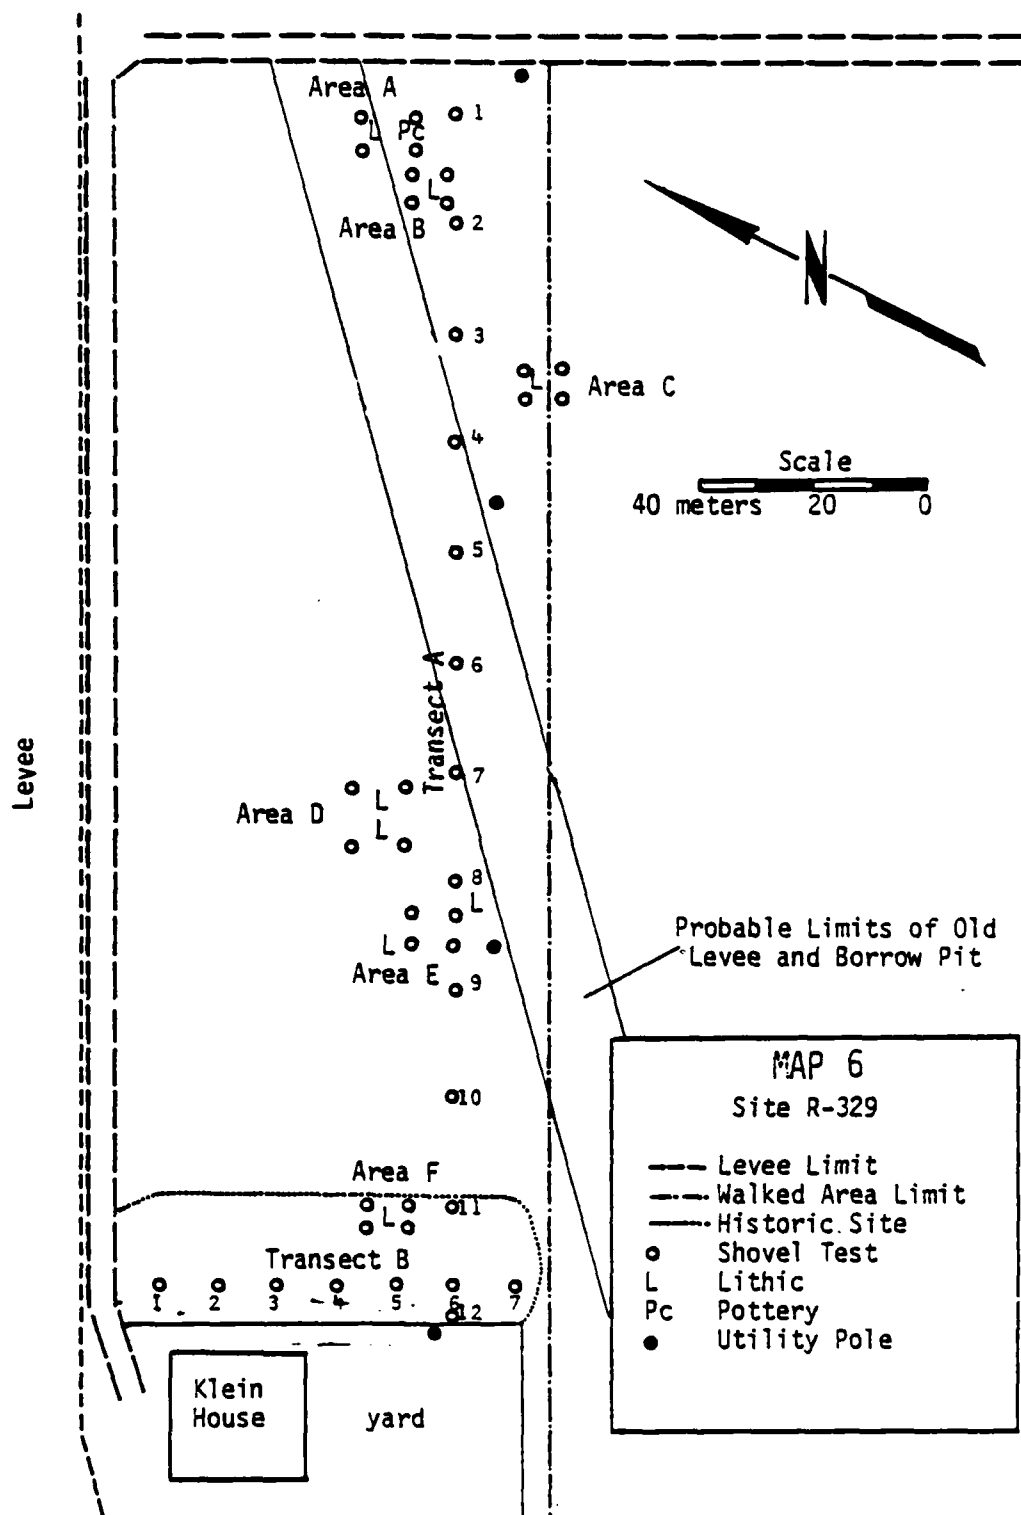 Area A
1
L Pc
L
Area B
2
3
L
Area C
N
4
Scale
40 meters 20 0
5
6
Transect A
Levee
7
Area D
L
L
8
L
L
Area E
9
Probable Limits of Old
Levee and Borrow Pit
10
MAP 6
Site R-329
Levee Limit
Walked Area Limit
Historic Site
Shovel Test
L Lithic
Pc Pottery
Utility Pole
Area F
L
11
Transect B
1 2 3 4 5 6 7
12
Klein
House
yard